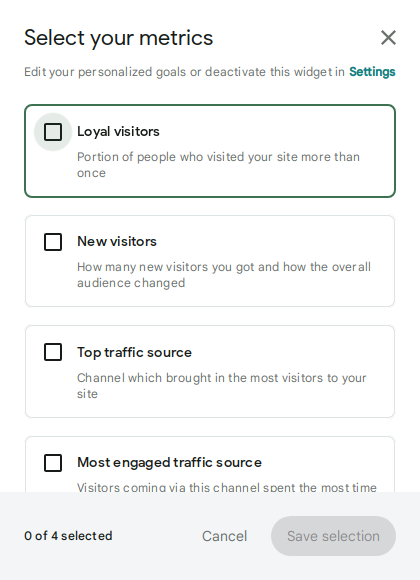 Select your metrics
Edit your personalized goals or deactivate this widget in Settings
Loyal visitors
Portion of people who visited your site more than
once
New visitors
How many new visitors you got and how the overall
audience changed
Top traffic source
Channel which brought in the most visitors to your
site
Most engaged traffic source
Visitors coming via this channel spent the most time
0 of 4 selected
Cancel
Save selection